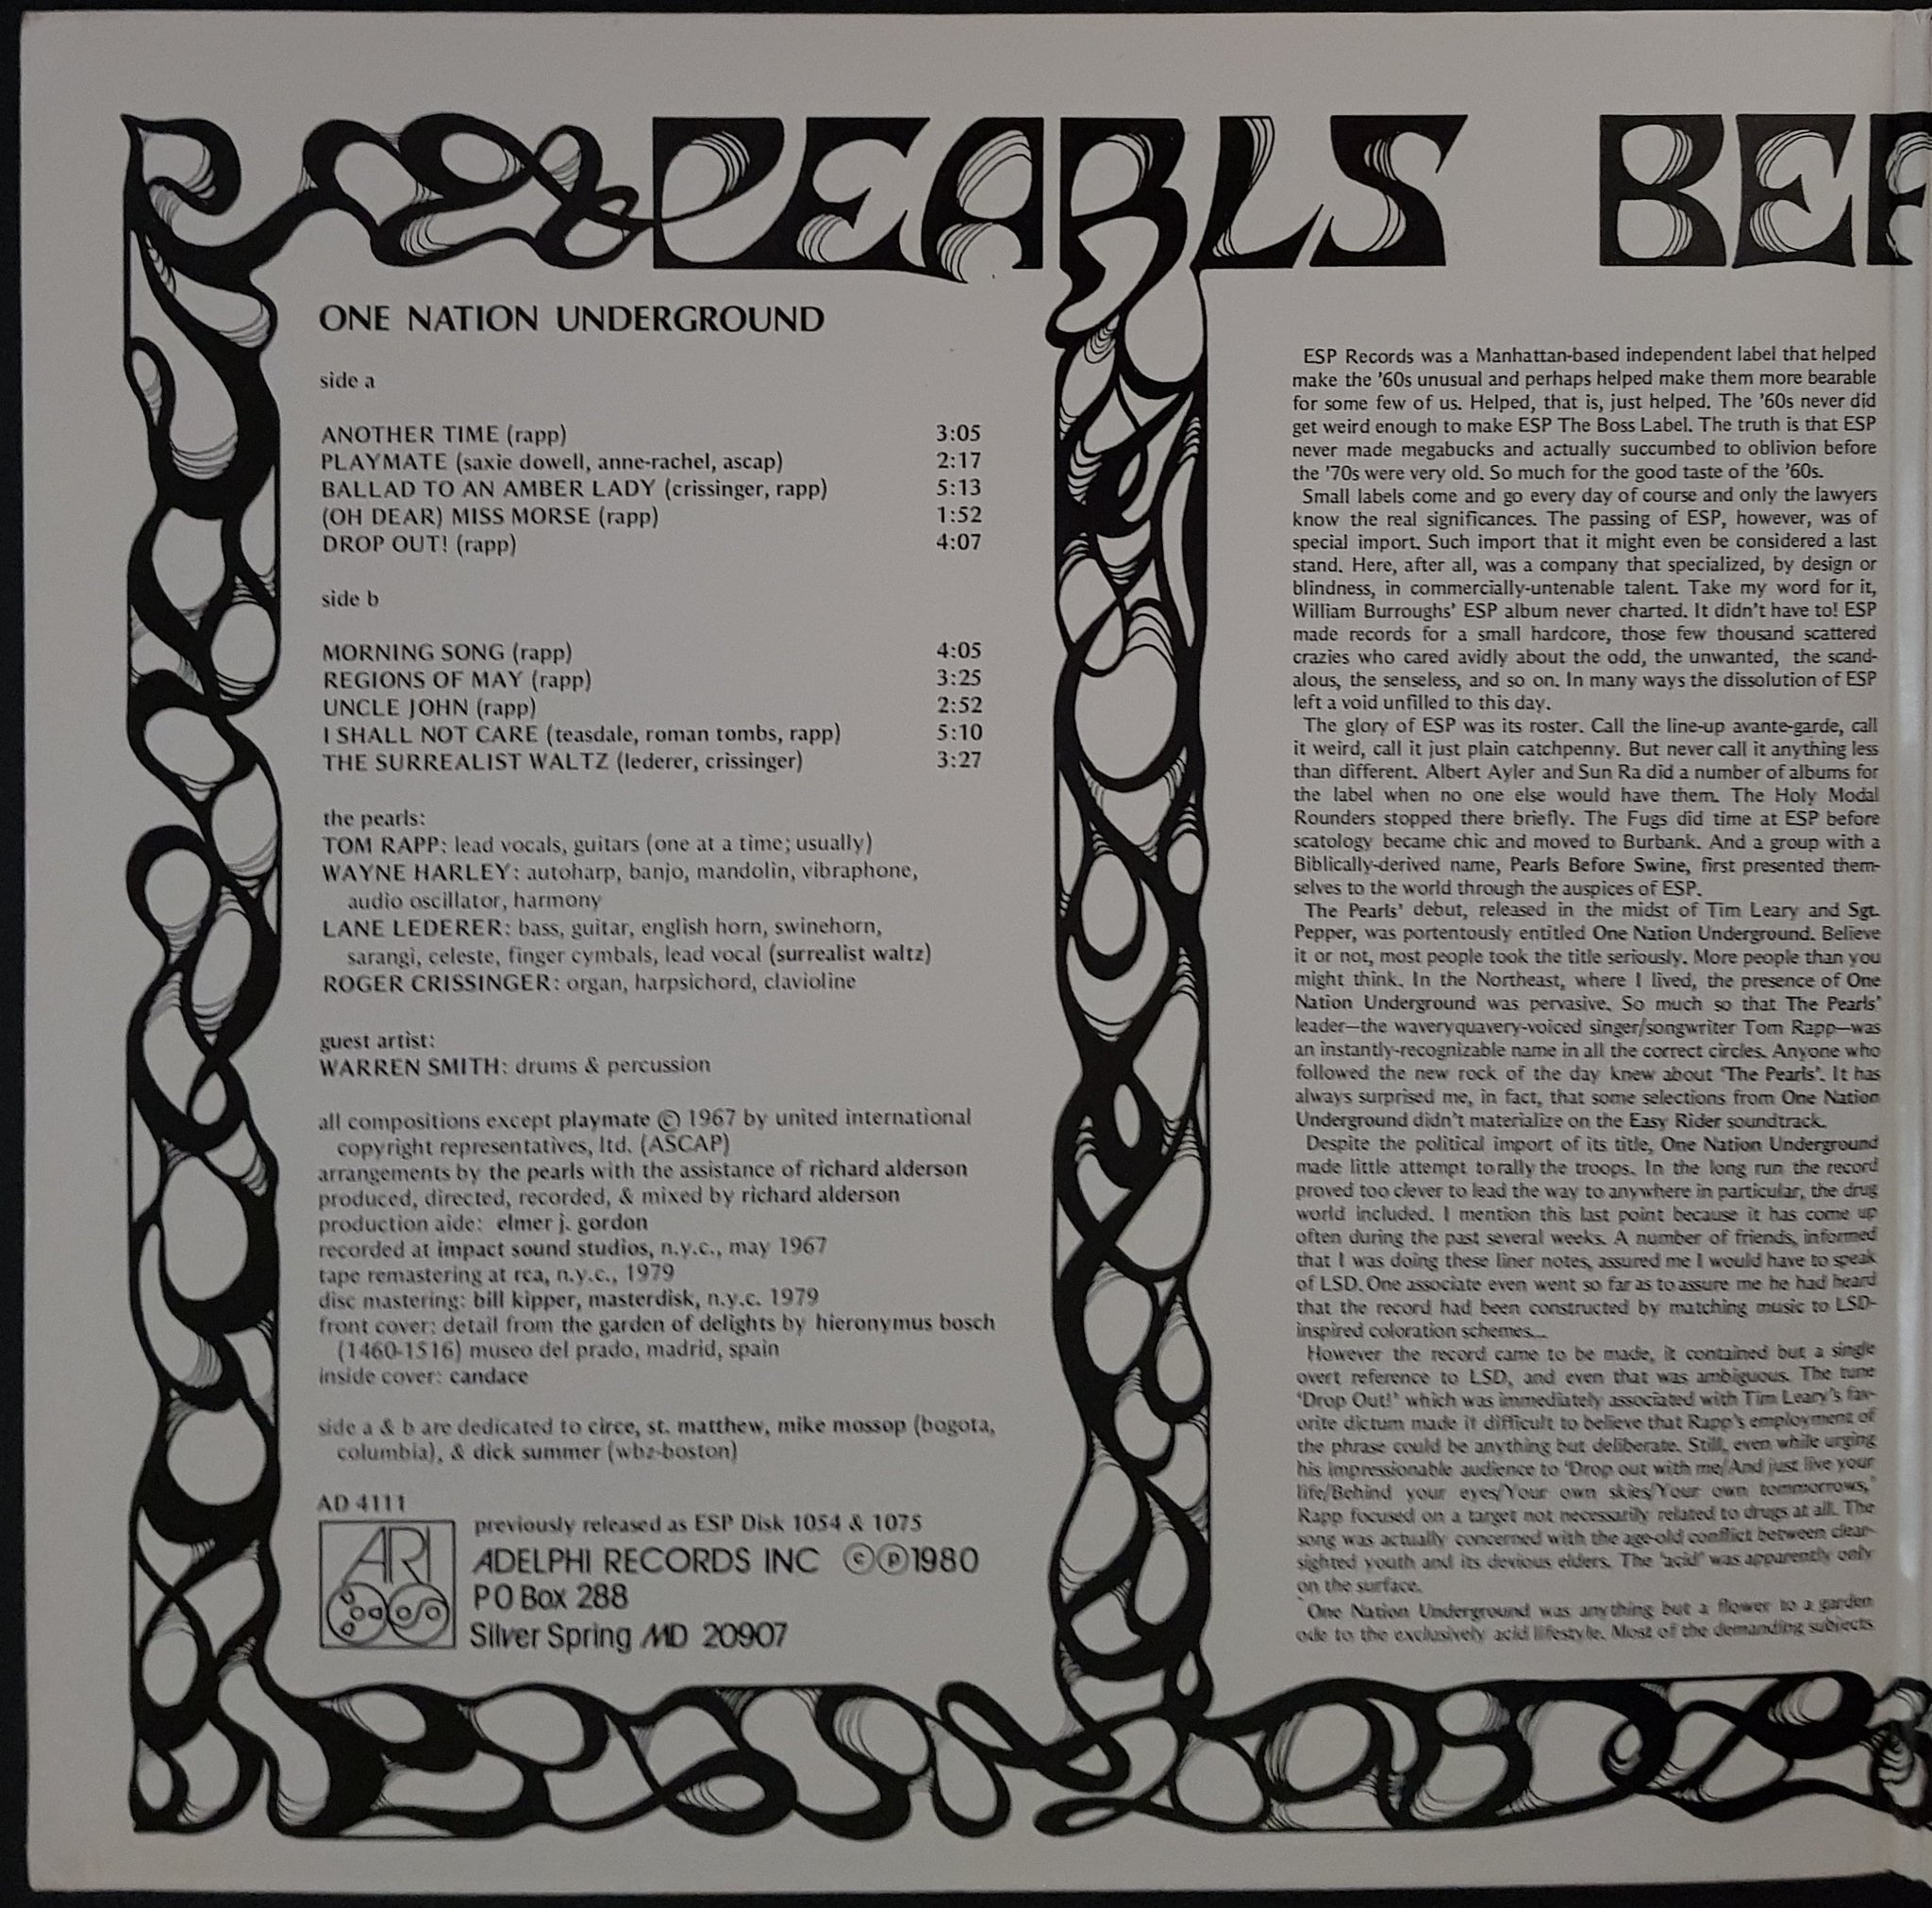 PEARLS BEF
ONE NATION UNDERGROUND
side a
ANOTHER TIME (rapp) 3:05
PLAYMATE (saxie dowell, anne-rachel, ascap) 2:17
BALLAD TO AN AMBER LADY (crissinger, rapp) 5:13
(OH DEAR) MISS MORSE (rapp) 1:52
DROP OUT! (rapp) 4:07
side b
MORNING SONG (rapp) 4:05
REGIONS OF MAY (rapp) 3:25
UNCLE JOHN (rapp) 2:52
I SHALL NOT CARE (teasdale, roman tombs, rapp) 5:10
THE SURREALIST WALTZ (lederer, crissinger) 3:27
the pearls:
TOM RAPP: lead vocals, guitars (one at a time; usually)
WAYNE HARLEY: autoharp, banjo, mandolin, vibraphone,
audio oscillator, harmony
LANE LEDERER: bass, guitar, english horn, swinehorn,
sarangi, celeste, finger cymbals, lead vocal (surrealist waltz)
ROGER CRISSINGER: organ, harpsichord, clavioline
guest artist:
WARREN SMITH: drums & percussion
all compositions except playmate © 1967 by united international
copyright representatives, ltd. (ASCAP)
arrangements by the pearls with the assistance of richard alderson
produced, directed, recorded, & mixed by richard alderson
production aide: elmer j. gordon
recorded at impact sound studios, n.y.c., may 1967
tape remastering at rca, n.y.c., 1979
disc mastering: bill kipper, masterdisk, n.y.c. 1979
front cover: detail from the garden of delights by hieronymus bosch
(1460-1516) museo del prado, madrid, spain
inside cover: candace
side a & b are dedicated to circe, st. matthew, mike mossop (bogota,
columbia), & dick summer (wbz-boston)
AD 4111
ARI
previously released as ESP Disk 1054 & 1075
ADELPHI RECORDS INC ©℗1980
PO Box 288
Silver Spring MD 20907
ESP Records was a Manhattan-based independent label that helped
make the '60s unusual and perhaps helped make them more bearable
for some few of us. Helped, that is, just helped. The '60s never did
get weird enough to make ESP The Boss Label. The truth is that ESP
never made megabucks and actually succumbed to oblivion before
the '70s were very old. So much for the good taste of the '60s.
Small labels come and go every day of course and only the lawyers
know the real significances. The passing of ESP, however, was of
special import. Such import that it might even be considered a last
stand. Here, after all, was a company that specialized, by design or
blindness, in commercially-untenable talent. Take my word for it,
William Burroughs' ESP album never charted. It didn't have to! ESP
made records for a small hardcore, those few thousand scattered
crazies who cared avidly about the odd, the unwanted, the scand-
alous, the senseless, and so on. In many ways the dissolution of ESP
left a void unfilled to this day.
The glory of ESP was its roster. Call the line-up avante-garde, call
it weird, call it just plain catchpenny. But never call it anything less
than different. Albert Ayler and Sun Ra did a number of albums for
the label when no one else would have them. The Holy Modal
Rounders stopped there briefly. The Fugs did time at ESP before
scatology became chic and moved to Burbank. And a group with a
Biblically-derived name, Pearls Before Swine, first presented them-
selves to the world through the auspices of ESP.
The Pearls' debut, released in the midst of Tim Leary and Sgt.
Pepper, was portentously entitled One Nation Underground. Believe
it or not, most people took the title seriously. More people than you
might think. In the Northeast, where I lived, the presence of One
Nation Underground was pervasive. So much so that The Pearls'
leader—the waveryquavery-voiced singer/songwriter Tom Rapp—was
an instantly-recognizable name in all the correct circles. Anyone who
followed the new rock of the day knew about 'The Pearls'. It has
always surprised me, in fact, that some selections from One Nation
Underground didn't materialize on the Easy Rider soundtrack.
Despite the political import of its title, One Nation Underground
made little attempt to rally the troops. In the long run the record
proved too clever to lead the way to anywhere in particular, the drug
world included. I mention this last point because it has come up
often during the past several weeks. A number of friends, informed
that I was doing these liner notes, assured me I would have to speak
of LSD. One associate even went so far as to assure me he had heard
that the record had been constructed by matching music to LSD-
inspired coloration schemes...
However the record came to be made, it contained but a single
overt reference to LSD, and even that was ambiguous. The tune
'Drop Out!' which was immediately associated with Tim Leary's fav-
orite dictum made it difficult to believe that Rapp's employment of
the phrase could be anything but deliberate. Still, even while urging
his impressionable audience to 'Drop out with me/And just live your
life/Behind your eyes/Your own skies/Your own tommorrows,'
Rapp focused on a target not necessarily related to drugs at all. The
song was actually concerned with the age-old conflict between clear-
sighted youth and its devious elders. The 'acid' was apparently only
on the surface.
One Nation Underground was anything but a flower to a garden
ode to the exclusively acid lifestyle. Most of the demanding subjects